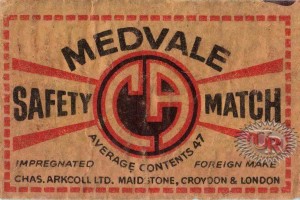 MEDVALE
CA
SAFETY MATCH
AVERAGE CONTENTS 47
IMPREGNATED FOREIGN MAKE
CHAS. ARKCOLL LTD. MAIDSTONE, CROYDON & LONDON